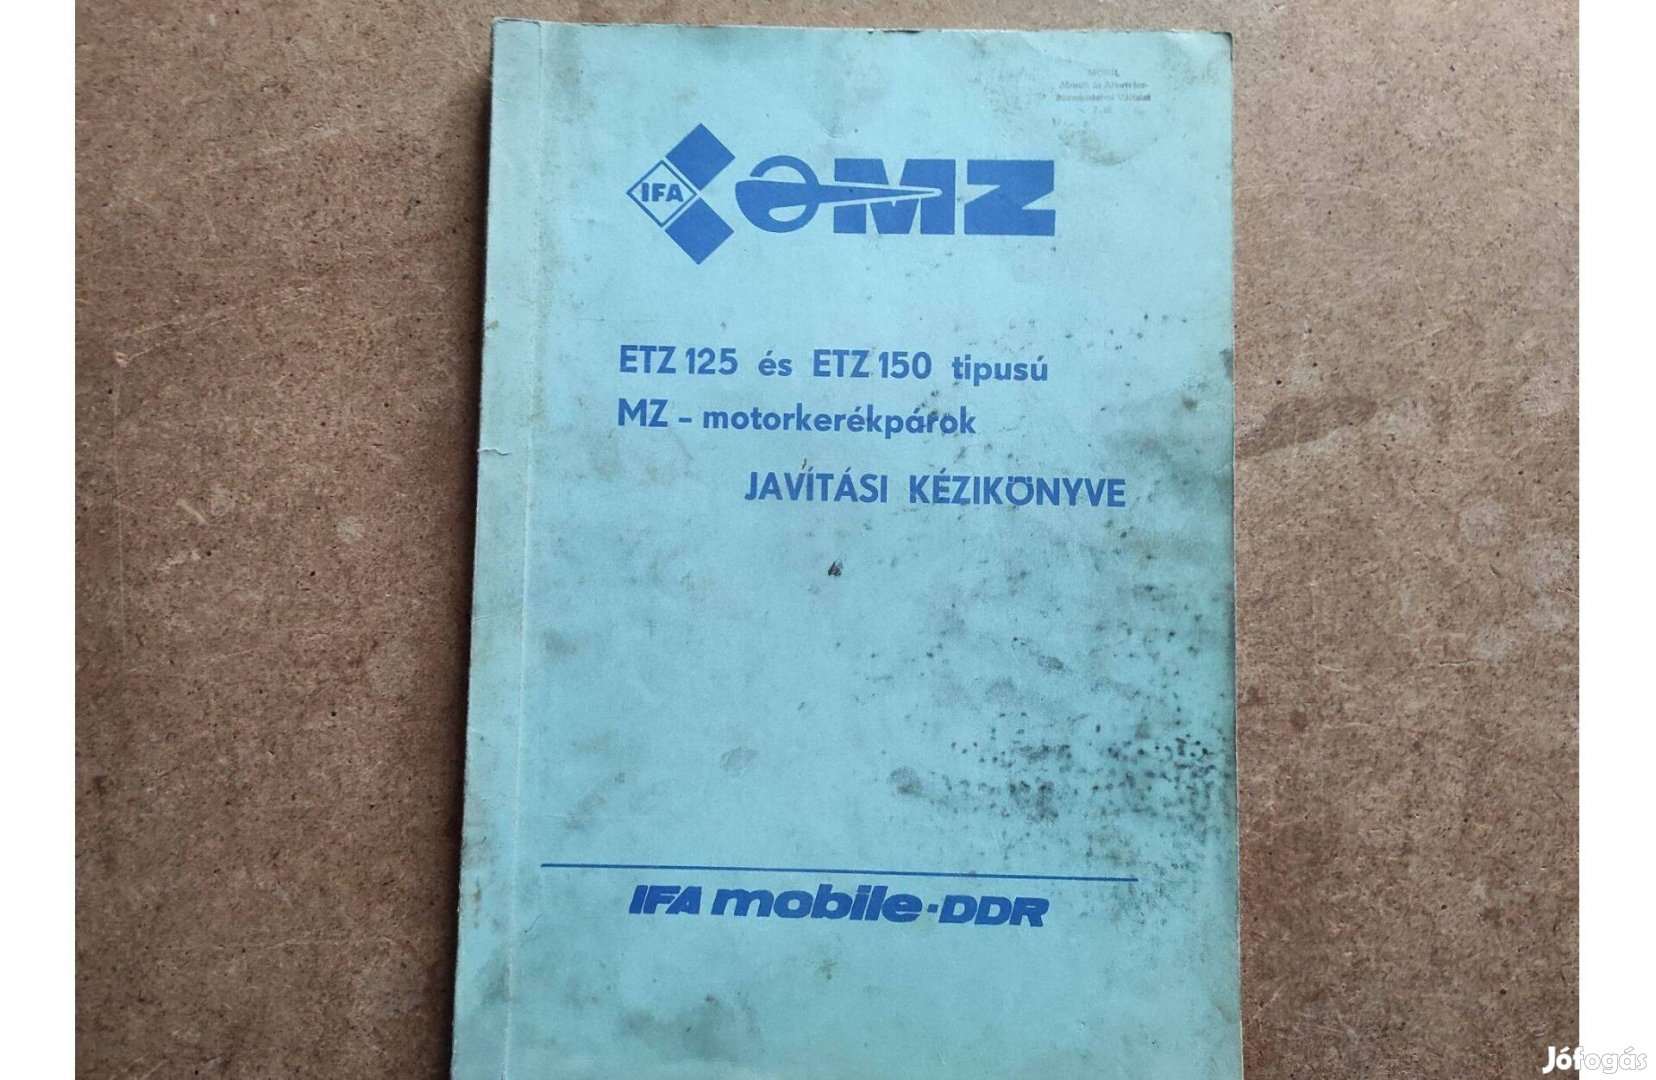 IFA MZ
ETZ 125 és ETZ 150 tipusú
MZ - motorkerékpárok
JAVÍTÁSI KÉZIKÖNYVE
IFA mobile-DDR
Jófogás